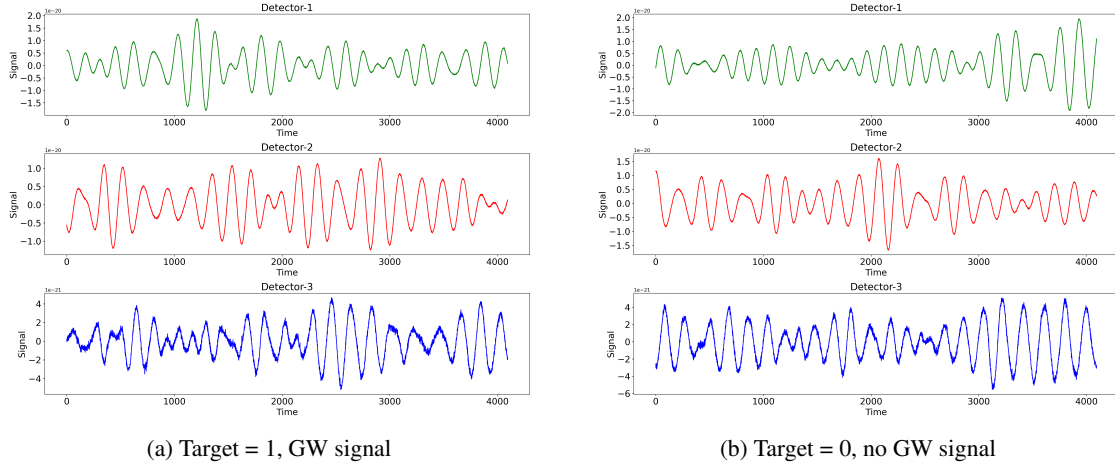 Detector-1
1e−20
Signal
2.0
1.5
1.0
0.5
0.0
−0.5
−1.0
−1.5
0 1000 2000 3000 4000
Time
Detector-2
1e−20
Signal
1.0
0.5
0.0
−0.5
−1.0
0 1000 2000 3000 4000
Time
Detector-3
1e−21
Signal
4
2
0
−2
−4
0 1000 2000 3000 4000
Time
(a) Target = 1, GW signal
Detector-1
1e−20
Signal
2.0
1.5
1.0
0.5
0.0
−0.5
−1.0
−1.5
−2.0
0 1000 2000 3000 4000
Time
Detector-2
1e−20
Signal
1.5
1.0
0.5
0.0
−0.5
−1.0
−1.5
0 1000 2000 3000 4000
Time
Detector-3
1e−21
Signal
4
2
0
−2
−4
−6
0 1000 2000 3000 4000
Time
(b) Target = 0, no GW signal